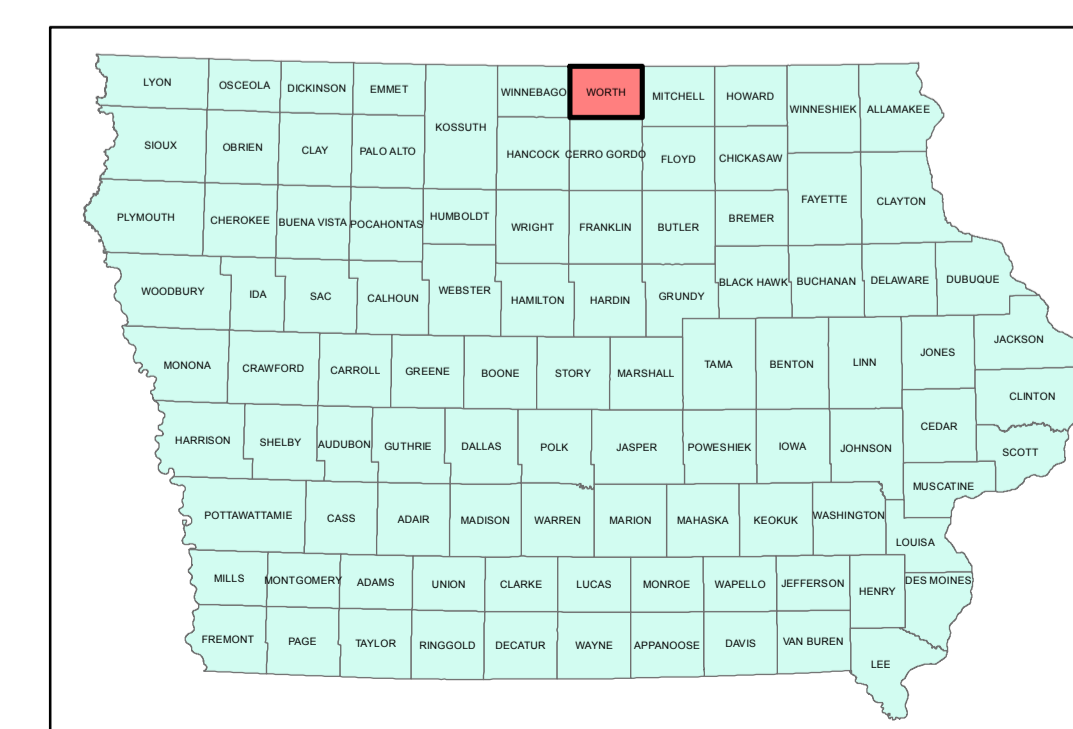 LYON
OSCEOLA
DICKINSON
EMMET
WINNEBAGO
WORTH
MITCHELL
HOWARD
WINNESHIEK
ALLAMAKEE
KOSSUTH
SIOUX
OBRIEN
CLAY
PALO ALTO
HANCOCK
CERRO GORDO
FLOYD
CHICKASAW
FAYETTE
CLAYTON
PLYMOUTH
CHEROKEE
BUENA VISTA
POCAHONTAS
HUMBOLDT
WRIGHT
FRANKLIN
BUTLER
BREMER
WOODBURY
IDA
SAC
CALHOUN
WEBSTER
HAMILTON
HARDIN
GRUNDY
BLACK HAWK
BUCHANAN
DELAWARE
DUBUQUE
MONONA
CRAWFORD
CARROLL
GREENE
BOONE
STORY
MARSHALL
TAMA
BENTON
LINN
JONES
JACKSON
CLINTON
HARRISON
SHELBY
AUDUBON
GUTHRIE
DALLAS
POLK
JASPER
POWESHIEK
IOWA
JOHNSON
CEDAR
SCOTT
MUSCATINE
POTTAWATTAMIE
CASS
ADAIR
MADISON
WARREN
MARION
MAHASKA
KEOKUK
WASHINGTON
LOUISA
MILLS
MONTGOMERY
ADAMS
UNION
CLARKE
LUCAS
MONROE
WAPELLO
JEFFERSON
HENRY
DES MOINES
FREMONT
PAGE
TAYLOR
RINGGOLD
DECATUR
WAYNE
APPANOOSE
DAVIS
VAN BUREN
LEE